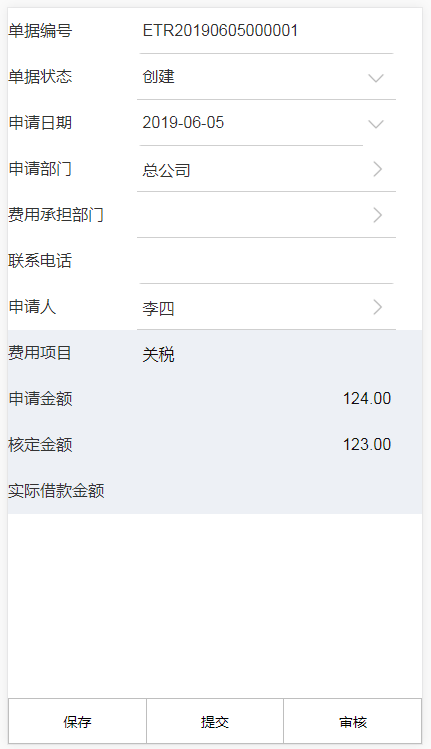 单据编号 ETR20190605000001
单据状态 创建
申请日期 2019-06-05
申请部门 总公司
费用承担部门
联系电话
申请人 李四
费用项目 关税
申请金额 124.00
核定金额 123.00
实际借款金额
保存 提交 审核